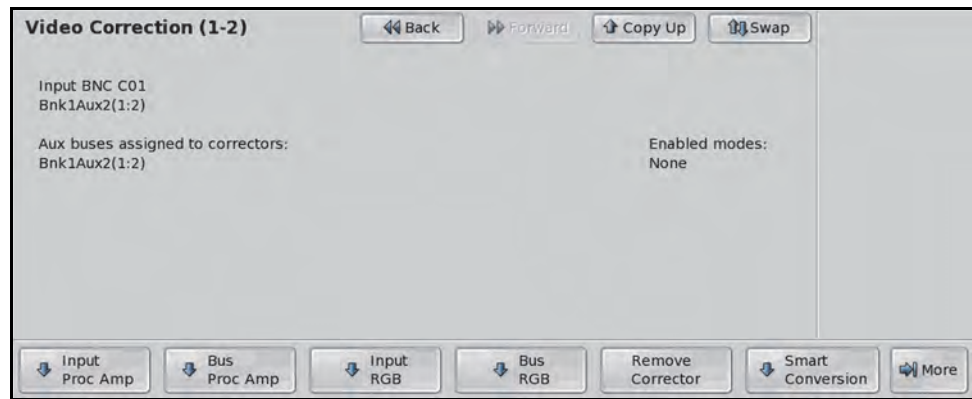 Video Correction (1-2)
Back
Forward
Copy Up
Swap
Input BNC C01
Bnk1Aux2(1:2)
Aux buses assigned to correctors:
Bnk1Aux2(1:2)
Enabled modes:
None
Input
Proc Amp
Bus
Proc Amp
Input
RGB
Bus
RGB
Remove
Corrector
Smart
Conversion
More